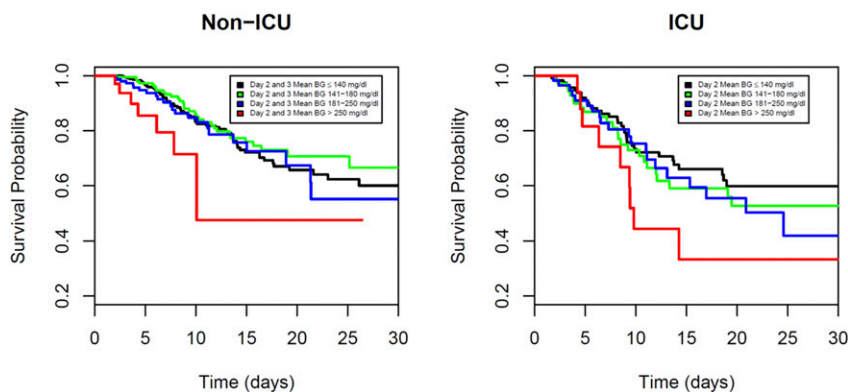 Non−ICU
1.0
0.8
0.6
0.4
0.2
Survival Probability
Day 2 and 3 Mean BG ≤ 140 mg/dl
Day 2 and 3 Mean BG 141−180 mg/dl
Day 2 and 3 Mean BG 181−250 mg/dl
Day 2 and 3 Mean BG > 250 mg/dl
0 5 10 15 20 25 30
Time (days)
ICU
1.0
0.8
0.6
0.4
0.2
Survival Probability
Day 2 Mean BG ≤ 140 mg/dl
Day 2 Mean BG 141−180 mg/dl
Day 2 Mean BG 181−250 mg/dl
Day 2 Mean BG > 250 mg/dl
0 5 10 15 20 25 30
Time (days)